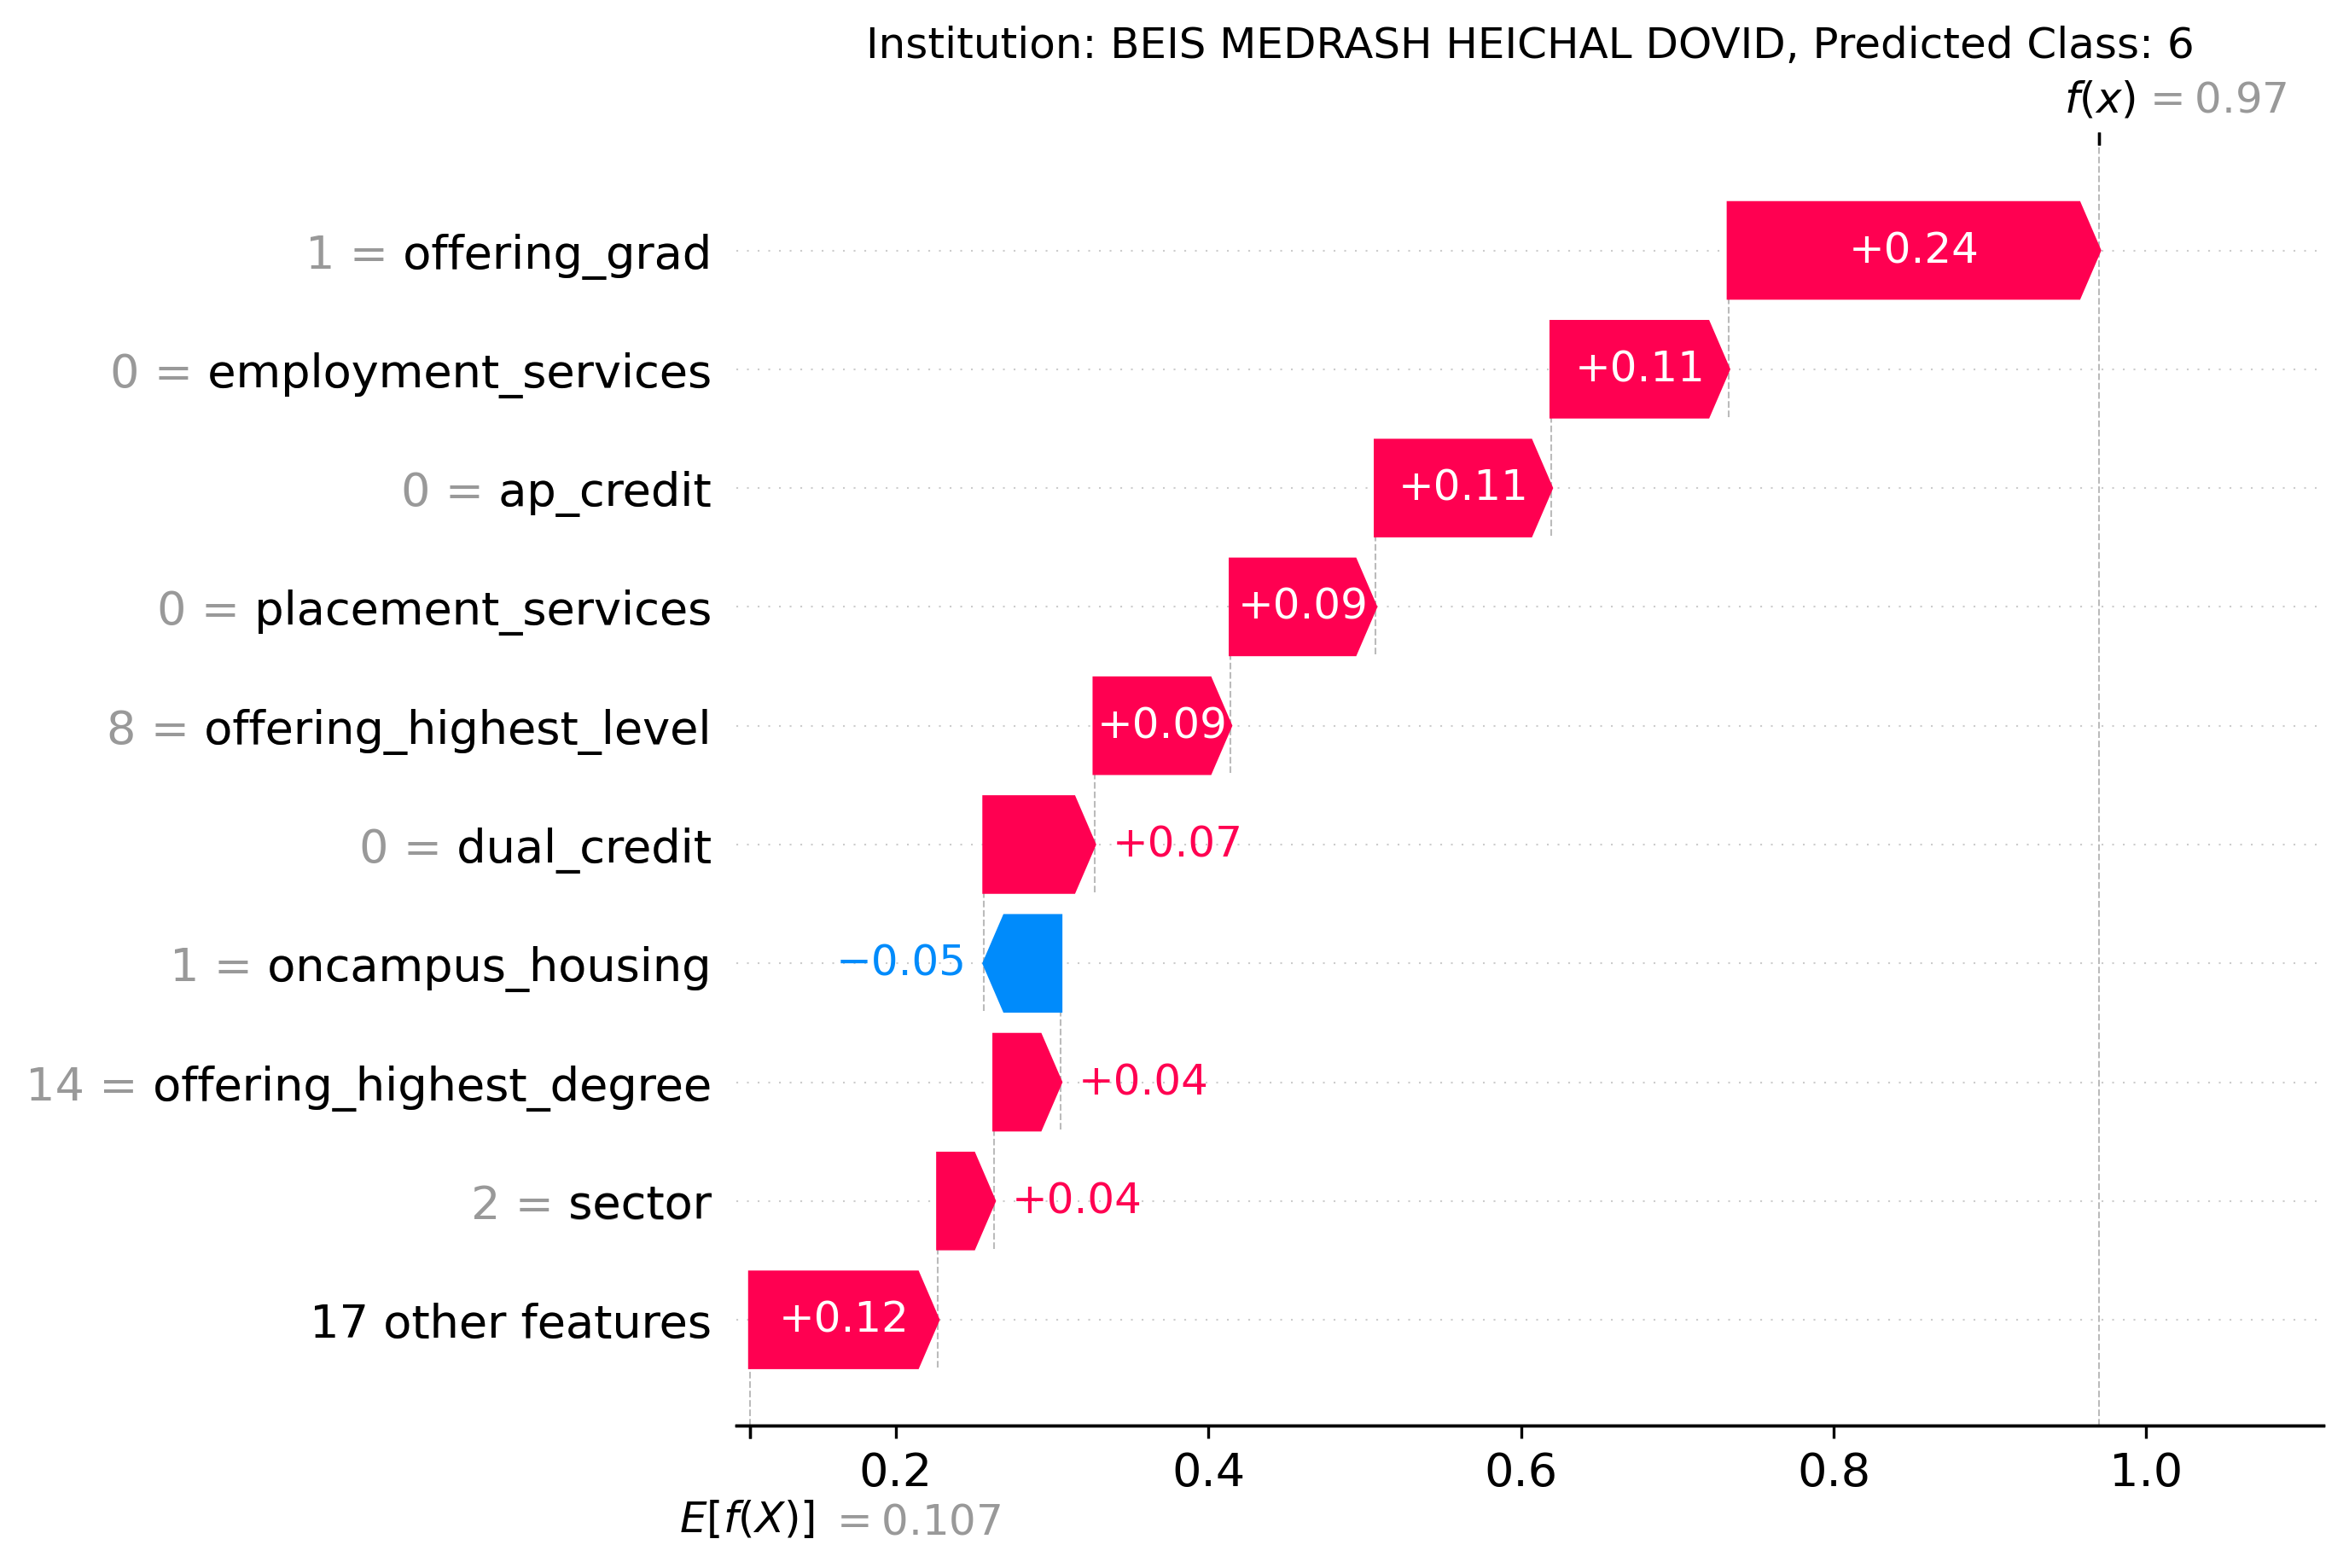 Institution: BEIS MEDRASH HEICHAL DOVID, Predicted Class: 6
f(x) = 0.97
1 = offering_grad +0.24
0 = employment_services +0.11
0 = ap_credit +0.11
0 = placement_services +0.09
8 = offering_highest_level +0.09
0 = dual_credit +0.07
1 = oncampus_housing −0.05
14 = offering_highest_degree +0.04
2 = sector +0.04
17 other features +0.12
0.2 0.4 0.6 0.8 1.0
E[f(X)] = 0.107